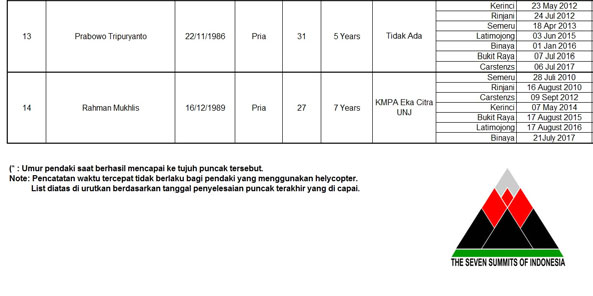 Kerinci 23 May 2012
Rinjani 24 Jul 2012
Semeru 18 Apr 2013
13 Prabowo Tripuryanto 22/11/1986 Pria 31 5 Years Tidak Ada Latimojong 03 Jun 2015
Binaya 01 Jan 2016
Bukit Raya 07 Jul 2016
Carstenzs 06 Jul 2017
Semeru 28 Juli 2010
Rinjani 16 August 2010
Carstenzs 09 Sept 2012
14 Rahman Mukhlis 16/12/1989 Pria 27 7 Years KMPA Eka Citra UNJ Kerinci 07 May 2014
Bukit Raya 17 August 2015
Latimojong 17 August 2016
Binaya 21July 2017
(* : Umur pendaki saat berhasil mencapai ke tujuh puncak tersebut.
Note: Pencatatan waktu tercepat tidak berlaku bagi pendaki yang menggunakan helycopter.
List diatas di urutkan berdasarkan tanggal penyelesaian puncak terakhir yang di capai.
THE SEVEN SUMMITS OF INDONESIA